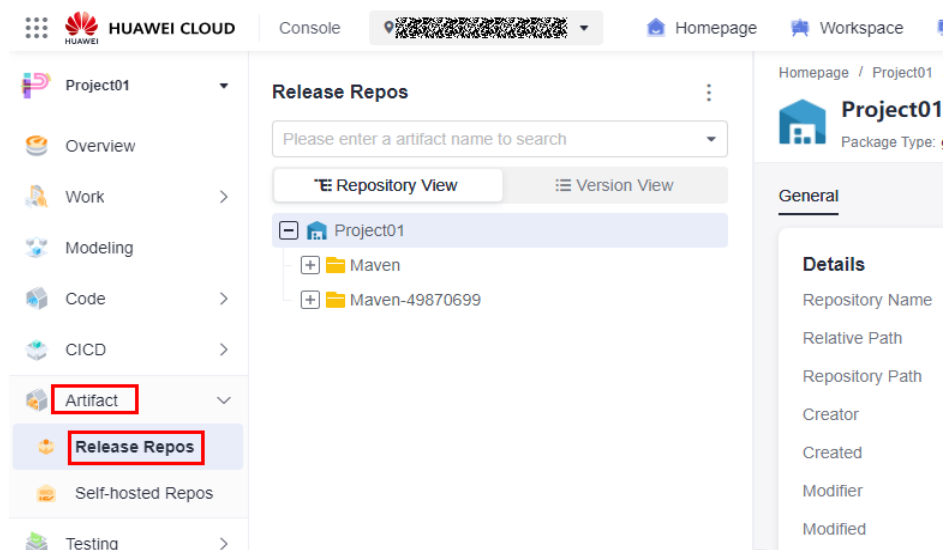 HUAWEI
HUAWEI CLOUD
Console
Homepage
Workspace
Project01
Overview
Work
Modeling
Code
CICD
Artifact
Release Repos
Self-hosted Repos
Testing
Release Repos
Please enter a artifact name to search
Repository View
Version View
Project01
Maven
Maven-49870699
Homepage / Project01
Project01
Package Type:
General
Details
Repository Name
Relative Path
Repository Path
Creator
Created
Modifier
Modified